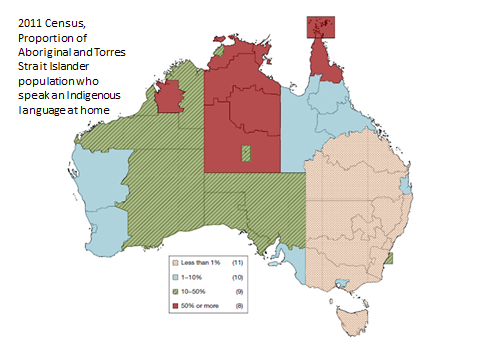 2011 Census,
Proportion of
Aboriginal and Torres
Strait Islander
population who
speak an Indigenous
language at home
Less than 1% (11)
1–10% (10)
10–50% (9)
50% or more (8)